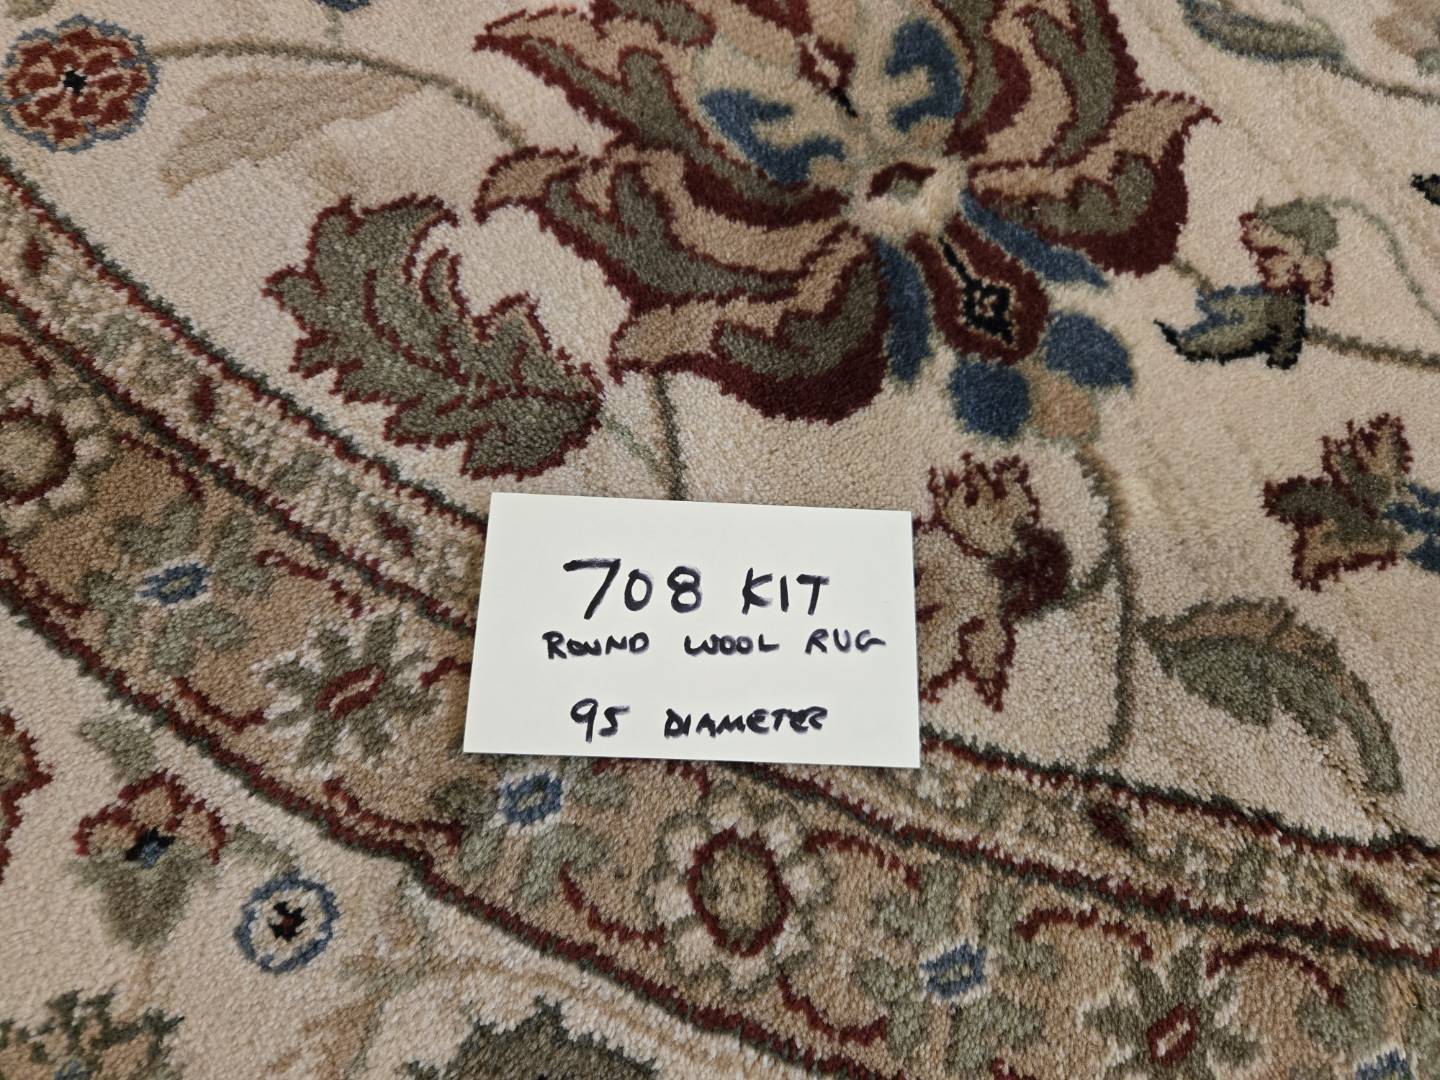 708 KIT
ROUND WOOL RUG
95 DIAMETER